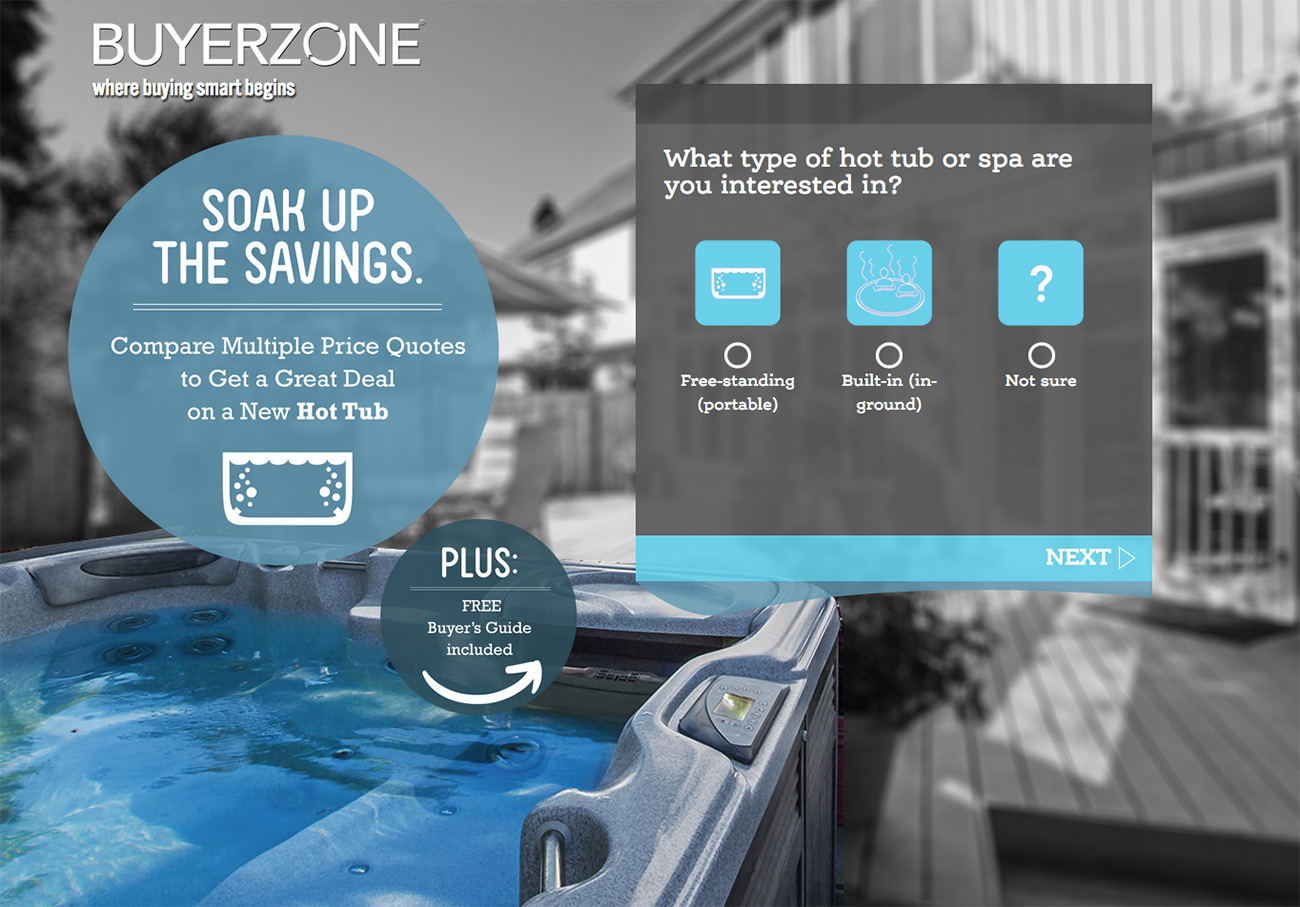 BUYERZONE®
where buying smart begins
SOAK UP
THE SAVINGS.
Compare Multiple Price Quotes
to Get a Great Deal
on a New Hot Tub
PLUS:
FREE
Buyer's Guide
included
What type of hot tub or spa are
you interested in?
?
Free-standing
(portable)
Built-in (in-
ground)
Not sure
NEXT